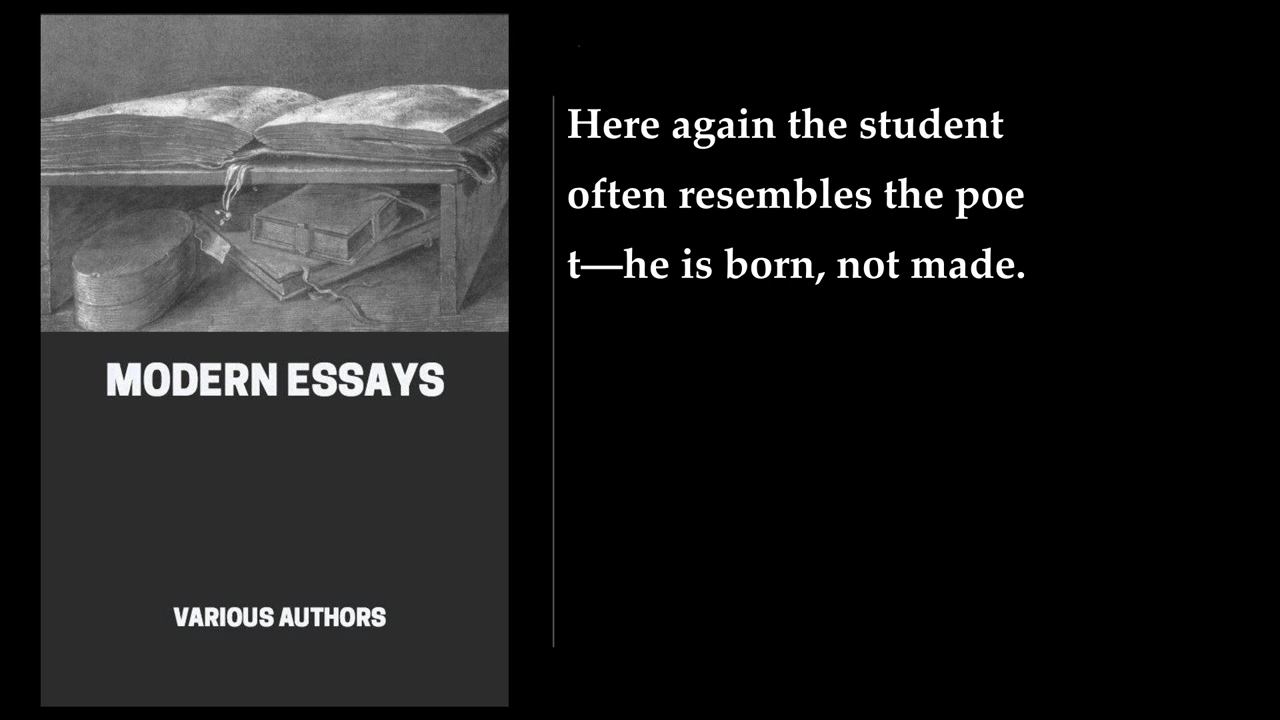 MODERN ESSAYS
VARIOUS AUTHORS
Here again the student
often resembles the poe
t—he is born, not made.